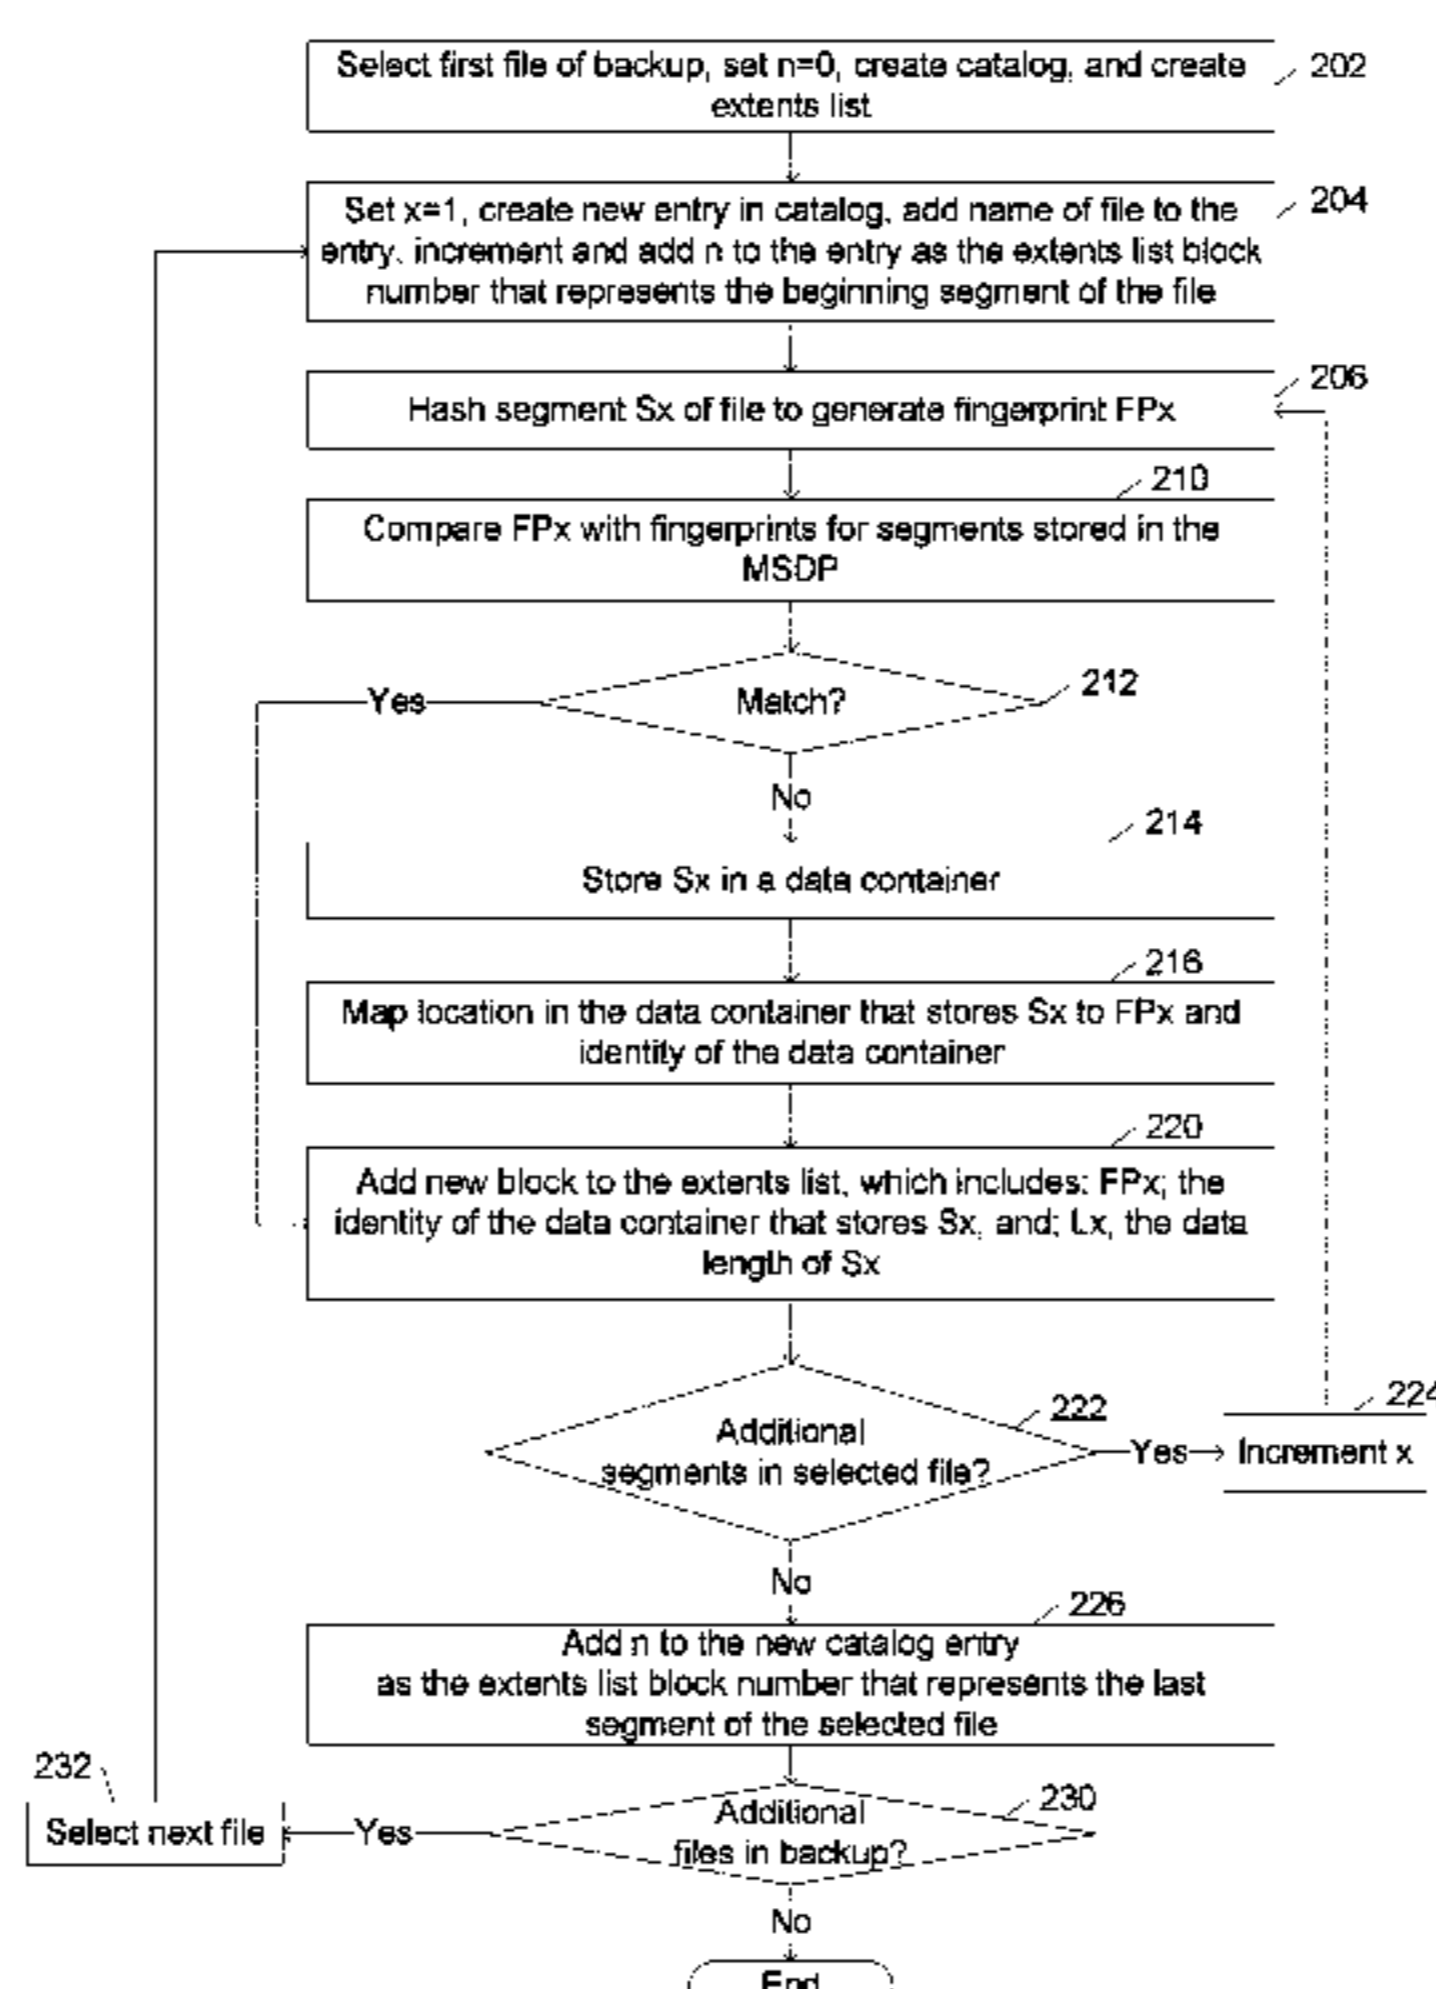 Select first file of backup, set n=0, create catalog, and create
extents list
202
Set x=1, create new entry in catalog, add name of file to the
entry, increment and add n to the entry as the extents list block
number that represents the beginning segment of the file
204
Hash segment Sx of file to generate fingerprint FPx
206
210
Compare FPx with fingerprints for segments stored in the
MSDP
Yes
Match?
212
No
214
Store Sx in a data container
216
Map location in the data container that stores Sx to FPx and
identity of the data container
220
Add new block to the extents list, which includes: FPx; the
identity of the data container that stores Sx, and; Lx, the data
length of Sx
222
224
Additional
segments in selected file?
Yes
Increment x
No
226
Add n to the new catalog entry
as the extents list block number that represents the last
segment of the selected file
232
230
Select next file
Yes
Additional
files in backup?
No
End